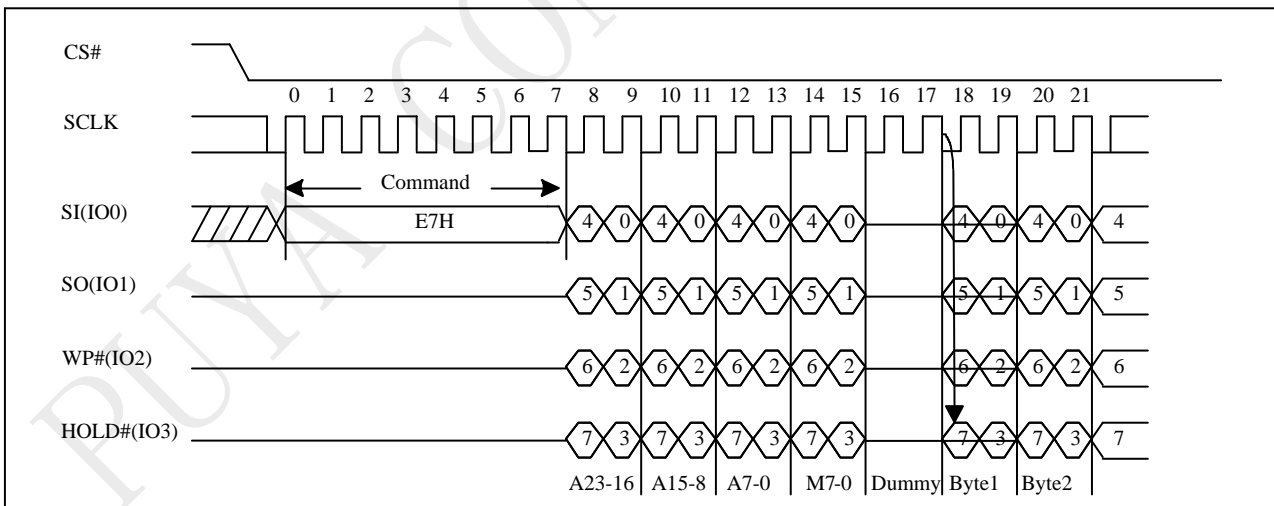 CS#
0 1 2 3 4 5 6 7 8 9 10 11 12 13 14 15 16 17 18 19 20 21
SCLK
Command
SI(IO0) E7H 4 0 4 0 4 0 4 0 4 0 4 0 4
SO(IO1) 5 1 5 1 5 1 5 1 5 1 5 1 5
WP#(IO2) 6 2 6 2 6 2 6 2 6 2 6 2 6
HOLD#(IO3) 7 3 7 3 7 3 7 3 7 3 7 3 7
A23-16 A15-8 A7-0 M7-0 Dummy Byte1 Byte2
PUYA CON